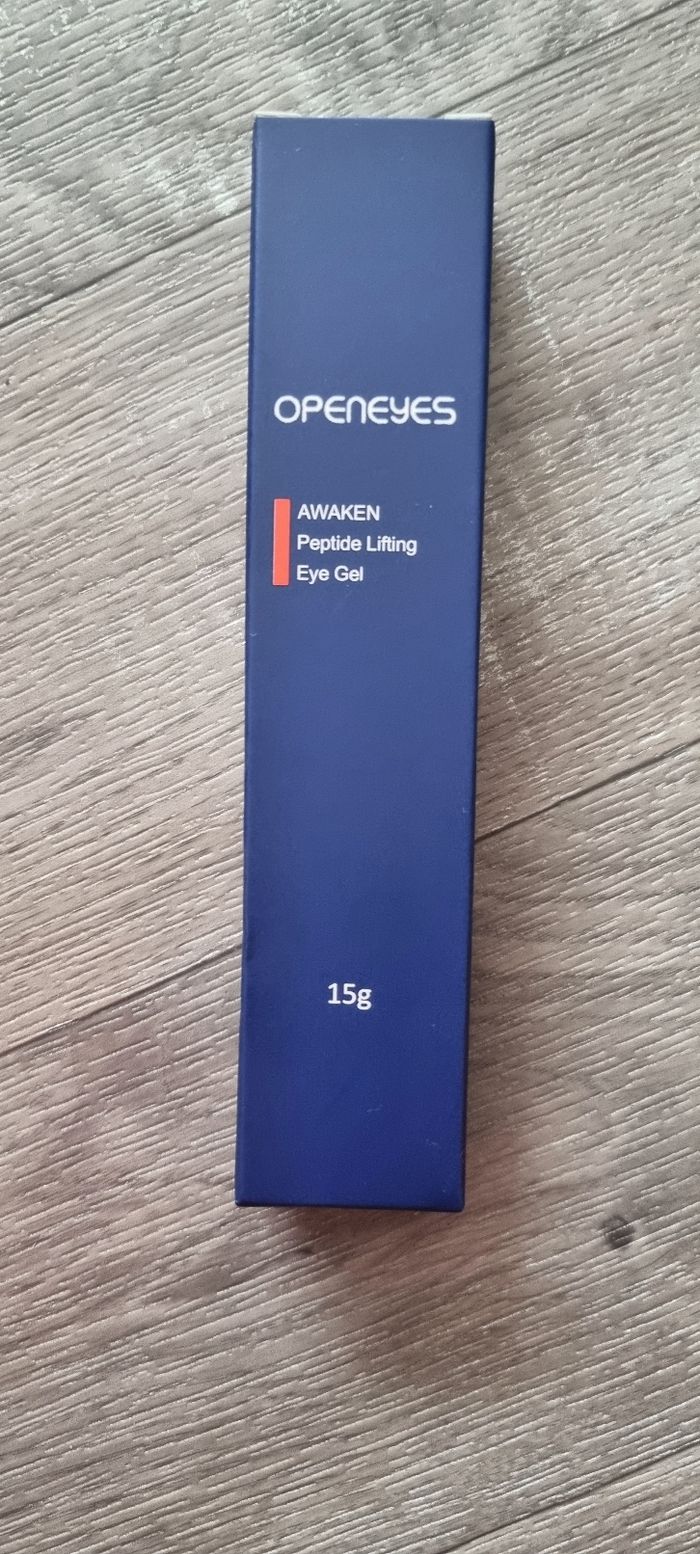 OPENEYES
AWAKEN
Peptide Lifting
Eye Gel
15g